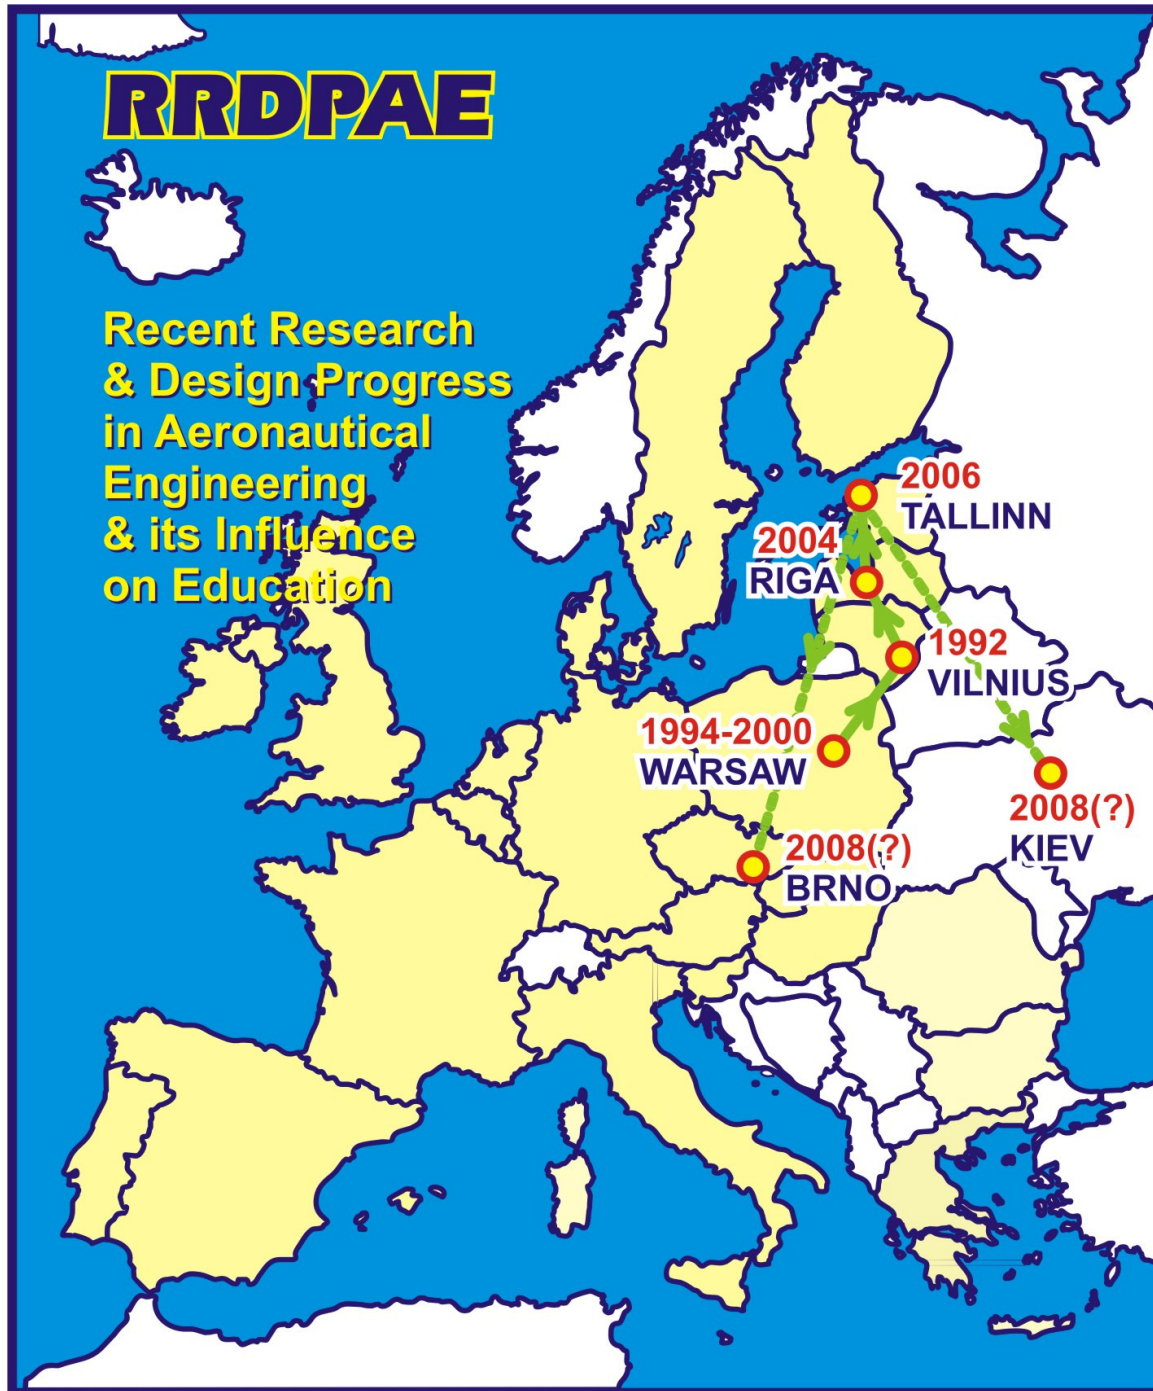 RRDPAE
Recent Research
& Design Progress
in Aeronautical
Engineering
& its Influence
on Education
2006
TALLINN
2004
RIGA
1992
VILNIUS
1994-2000
WARSAW
2008(?)
KIEV
2008(?)
BRNO